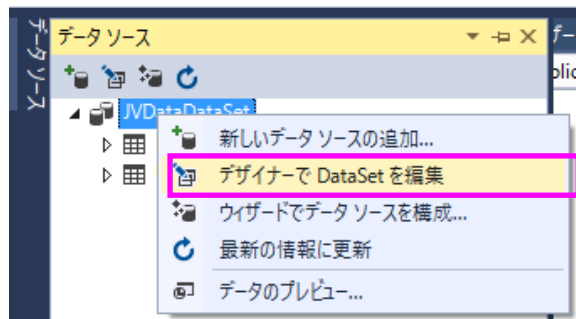 データ ソース
データ ソース
JVDataDataSet
新しいデータ ソースの追加...
デザイナーで DataSet を編集
ウィザードでデータ ソースを構成...
最新の情報に更新
データのプレビュー...